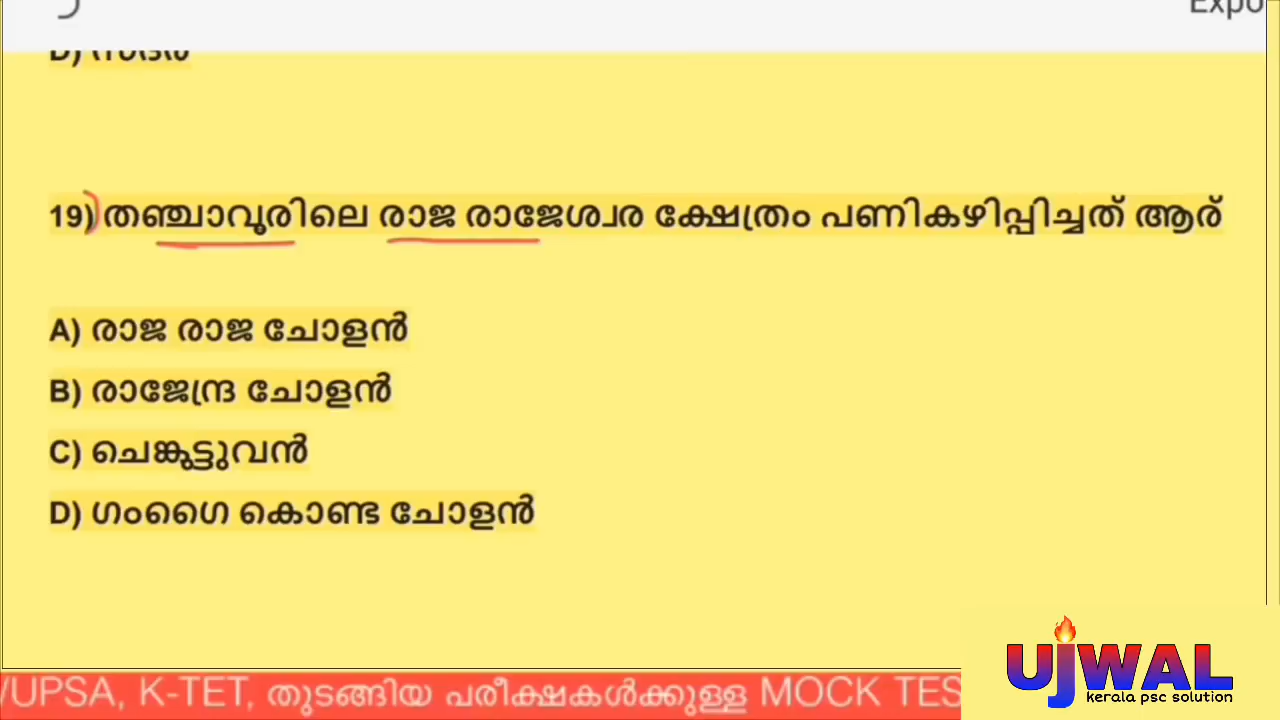 Expo
19) തഞ്ചാവൂരിലെ രാജ രാജേശ്വര ക്ഷേത്രം പണികഴിപ്പിച്ചത് ആര്
A) രാജ രാജ ചോളൻ
B) രാജേന്ദ്ര ചോളൻ
C) ചെങ്കുട്ടുവൻ
D) ഗംഗൈ കൊണ്ട ചോളൻ
/UPSA, K-TET, തുടങ്ങിയ പരീക്ഷകൾക്കുള്ള MOCK TES
UJWAL
kerala psc solution